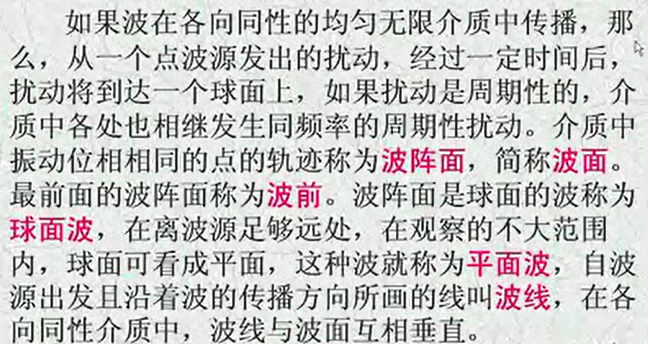 如果波在各向同性的均匀无限介质中传播，那
么，从一个点波源发出的扰动，经过一定时间后，
扰动将到达一个球面上，如果扰动是周期性的，介
质中各处也相继发生同频率的周期性扰动。介质中
振动位相相同的点的轨迹称为波阵面，简称波面。
最前面的波阵面称为波前。波阵面是球面的波称为
球面波，在离波源足够远处，在观察的不大范围
内，球面可看成平面，这种波就称为平面波，自波
源出发且沿着波的传播方向所画的线叫波线，在各
向同性介质中，波线与波面互相垂直。